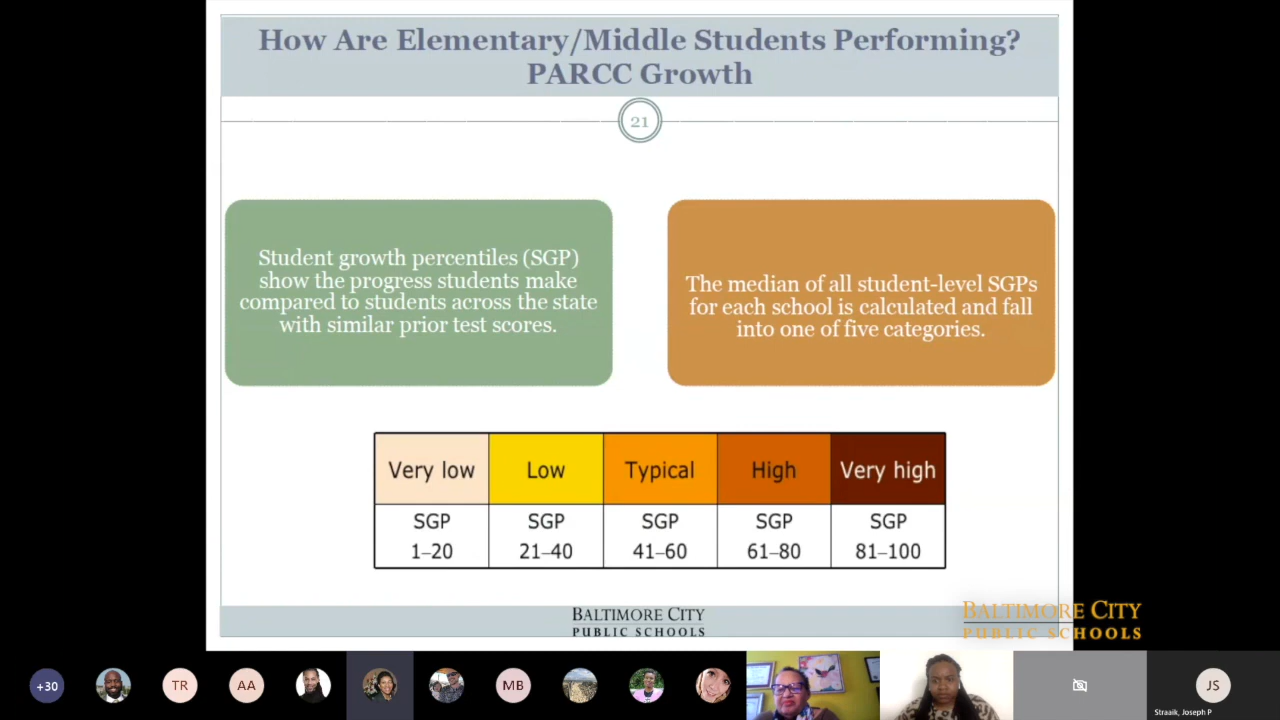 How Are Elementary/Middle Students Performing?
PARCC Growth
21
Student growth percentiles (SGP)
show the progress students make
compared to students across the state
with similar prior test scores.
The median of all student-level SGPs
for each school is calculated and fall
into one of five categories.
Very low
Low
Typical
High
Very high
SGP
1–20
SGP
21–40
SGP
41–60
SGP
61–80
SGP
81–100
BALTIMORE CITY
PUBLIC SCHOOLS
BALTIMORE CITY
PUBLIC SCHOOLS
+30
TR
AA
MB
JS
Straaik, Joseph P